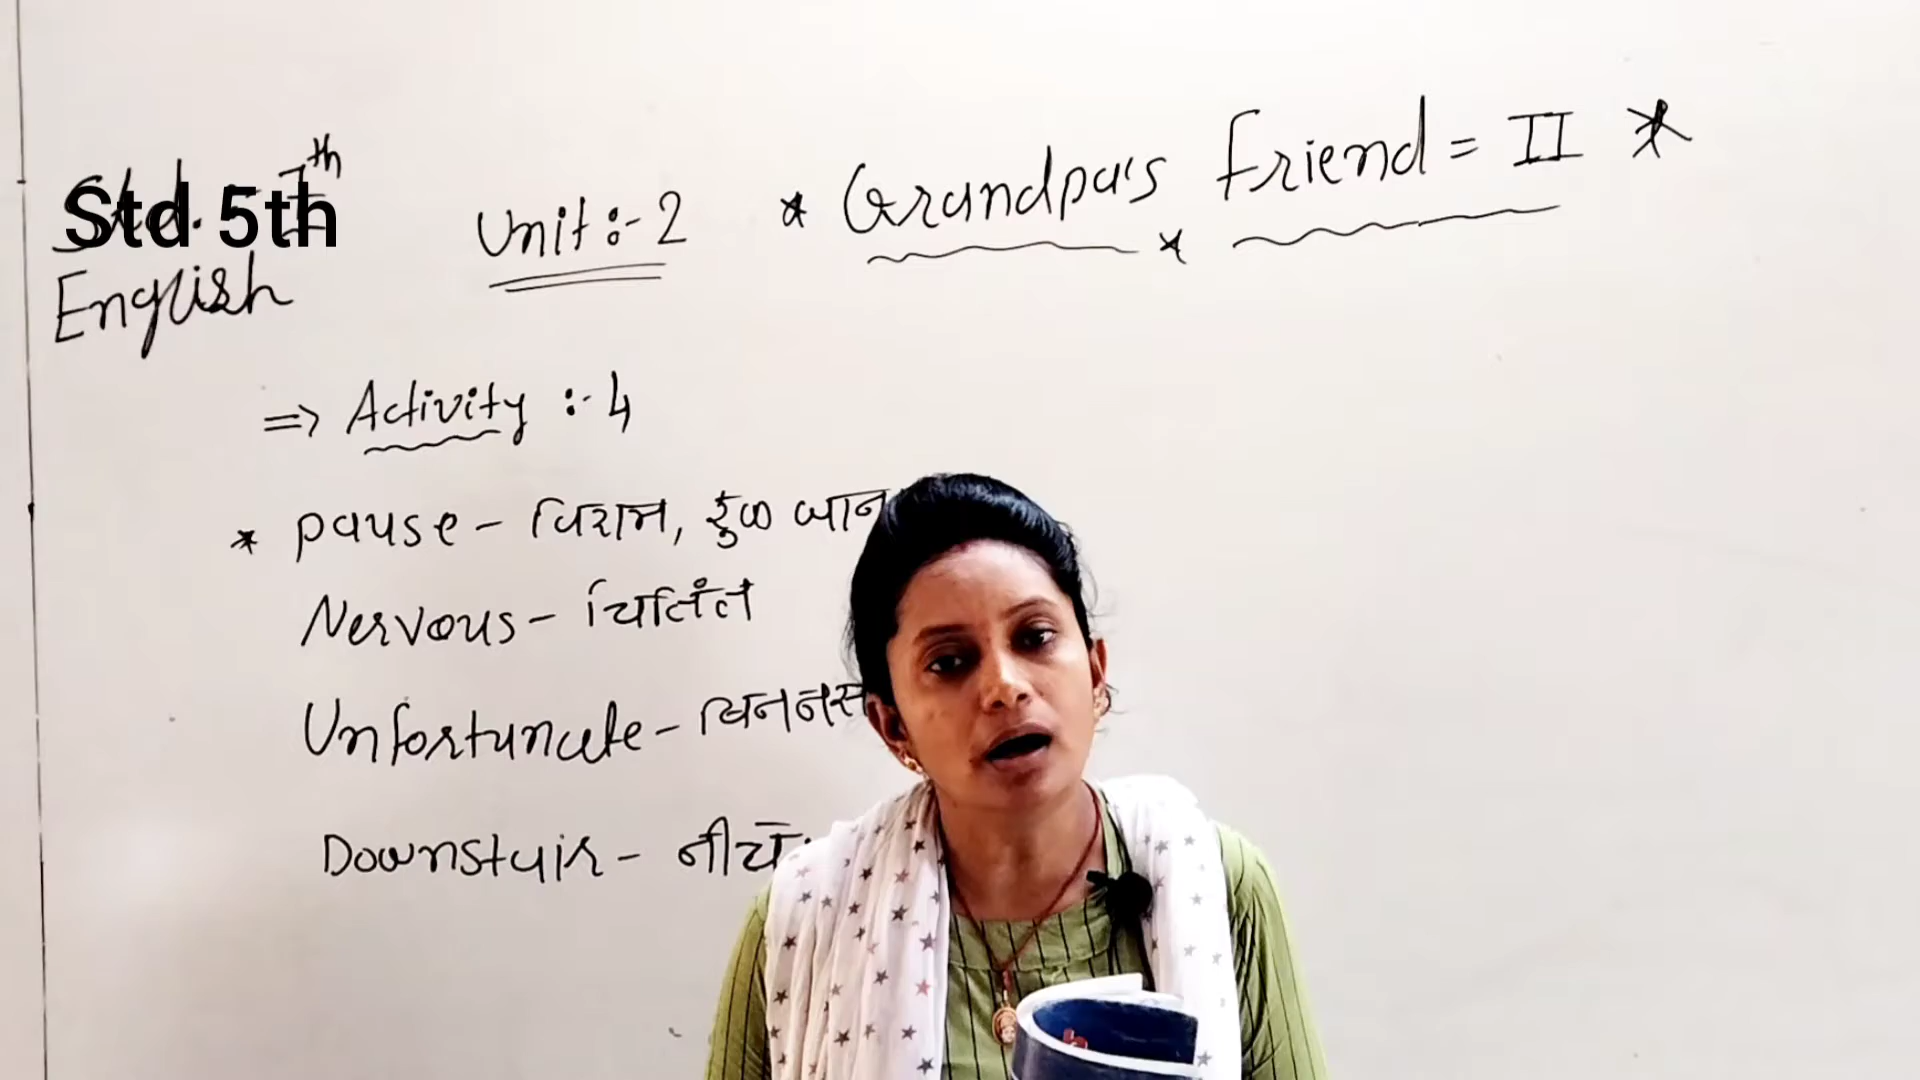 Std 5th
English
Unit :- 2
* Grandpa's friend = II *
=> Activity :- 4
* pause - विराम,
Nervous - चितिंत
Unfortunate -
Downstair - नीचे